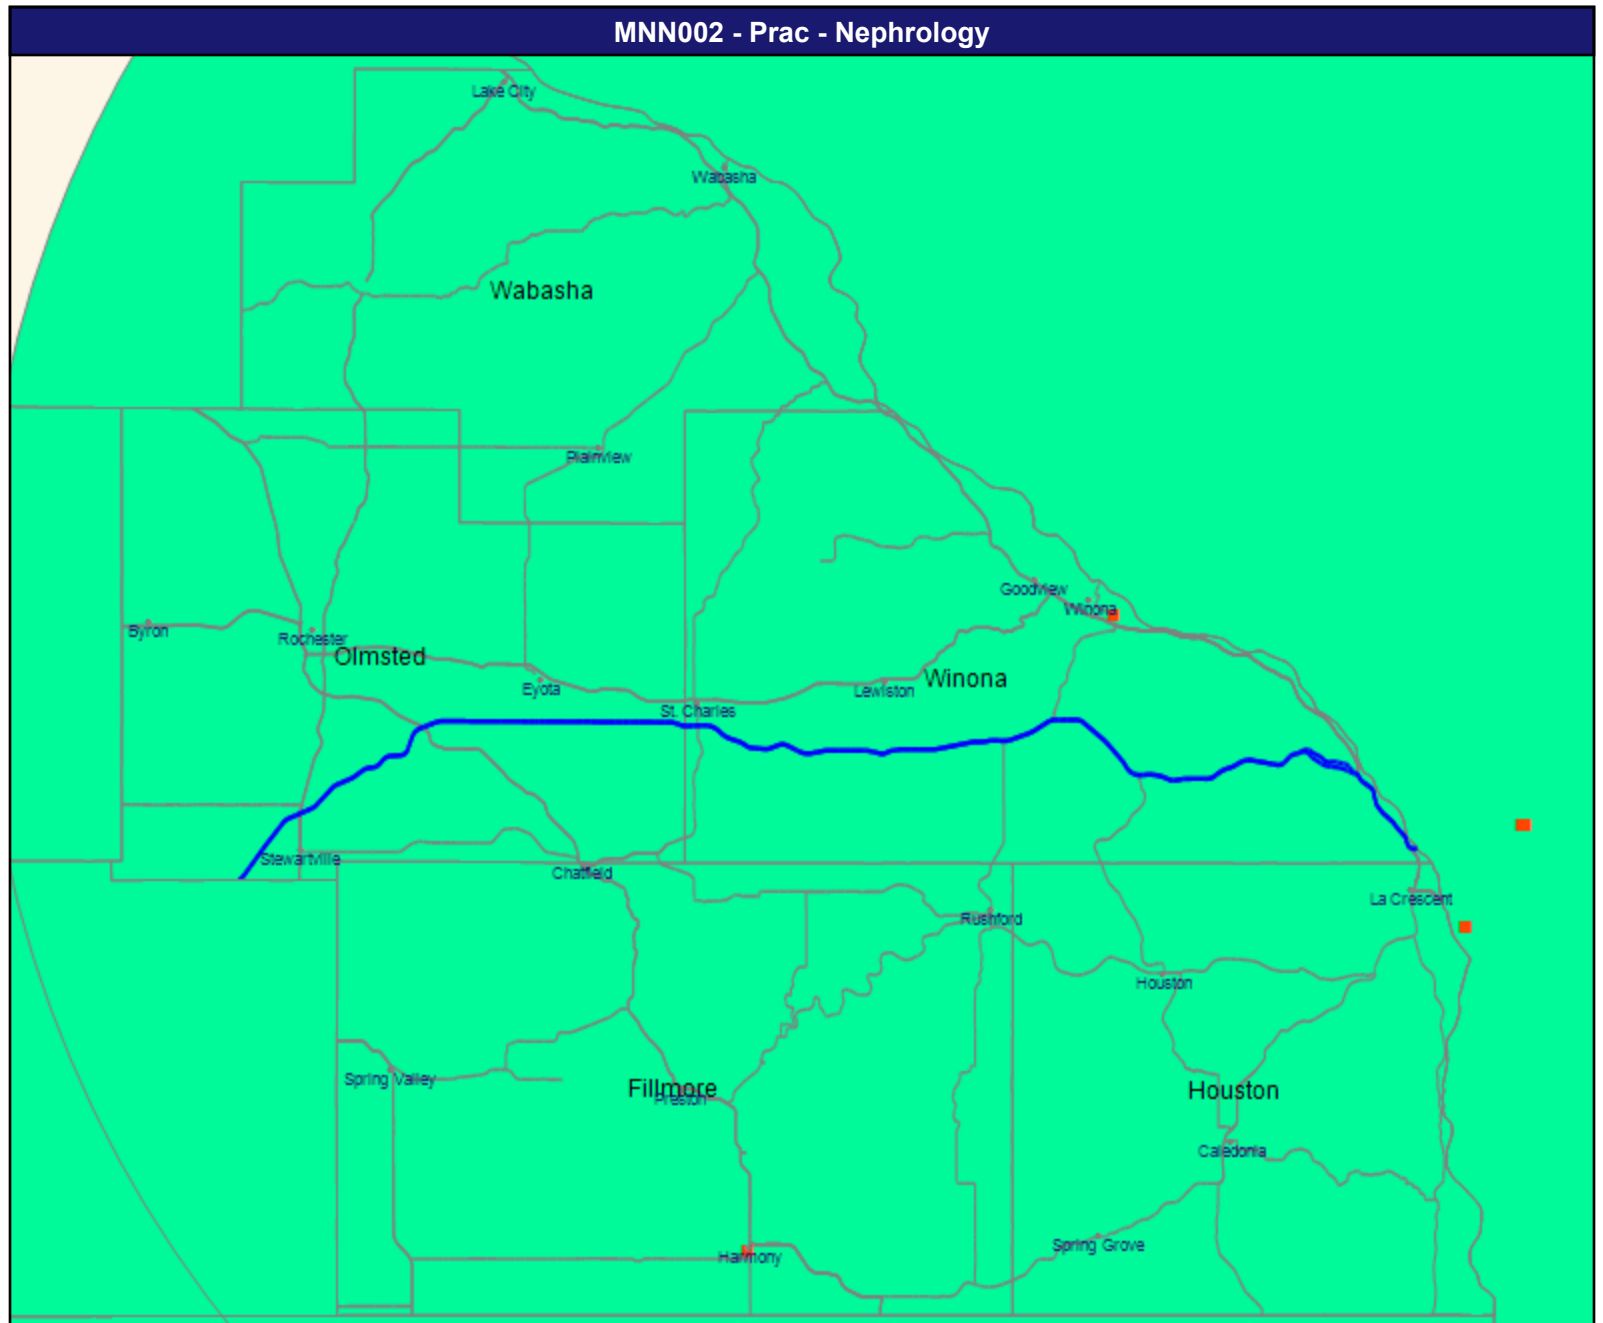 MNN002 - Prac - Nephrology
Lake City
Wabasha
Wabasha
Plainview
Goodview
Winona
Byron
Rochester
Olmsted
Eyota
Lewiston
Winona
St. Charles
Stewartville
Chatfield
La Crescent
Rushford
Houston
Spring Valley
Fillmore
Preston
Houston
Caledonia
Harmony
Spring Grove